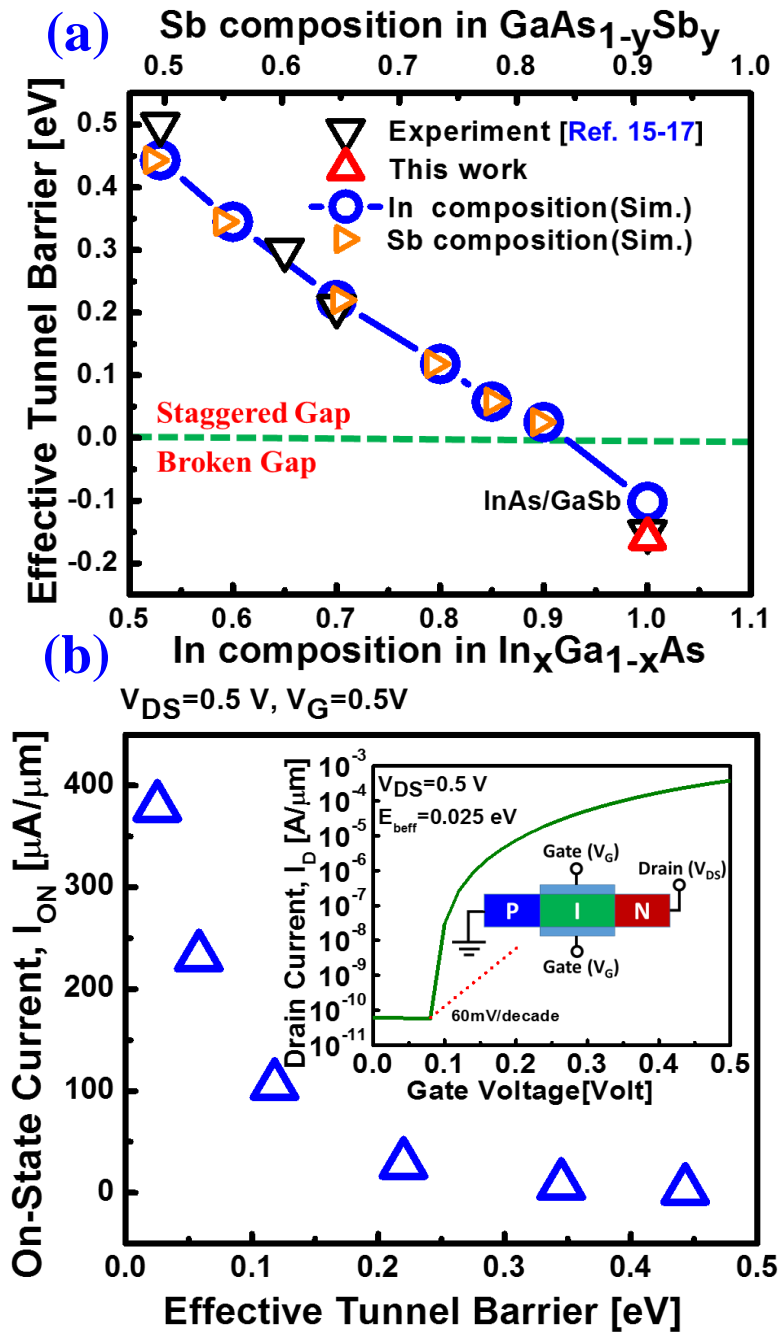 (a)
Sb composition in GaAs1-ySby
0.5 0.6 0.7 0.8 0.9 1.0
Effective Tunnel Barrier [eV]
0.5
0.4
0.3
0.2
0.1
0.0
-0.1
-0.2
Experiment [Ref. 15-17]
This work
In composition(Sim.)
Sb composition(Sim.)
Staggered Gap
Broken Gap
InAs/GaSb
0.5 0.6 0.7 0.8 0.9 1.0 1.1
In composition in InxGa1-xAs
(b)
VDS=0.5 V, VG=0.5V
On-State Current, ION [μA/μm]
400
300
200
100
0
Drain Current, ID [A/μm]
10-3
10-4
10-5
10-6
10-7
10-8
10-9
10-10
10-11
VDS=0.5 V
Ebeff=0.025 eV
Gate (VG)
Drain (VDS)
P I N
Gate (VG)
60mV/decade
0.0 0.1 0.2 0.3 0.4 0.5
Gate Voltage[Volt]
0.0 0.1 0.2 0.3 0.4 0.5
Effective Tunnel Barrier [eV]